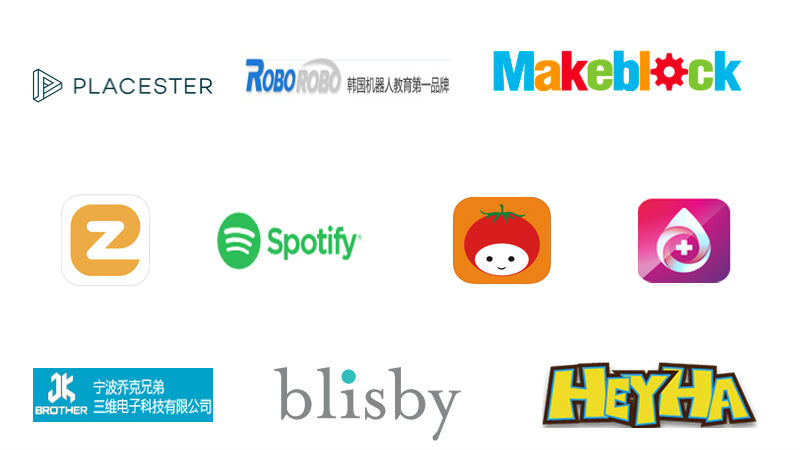 PLACESTER
ROBOROBO 韩国机器人教育第一品牌
Makeblock
Z
Spotify®
JK
BROTHER
宁波乔克兄弟
三维电子科技有限公司
blisby
HEYHA